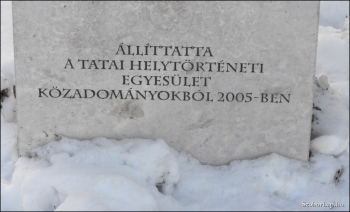 ÁLLÍTTATTA
A TATAI HELYTÖRTÉNETI
EGYESÜLET
KÖZADOMÁNYOKBÓL 2005-BEN